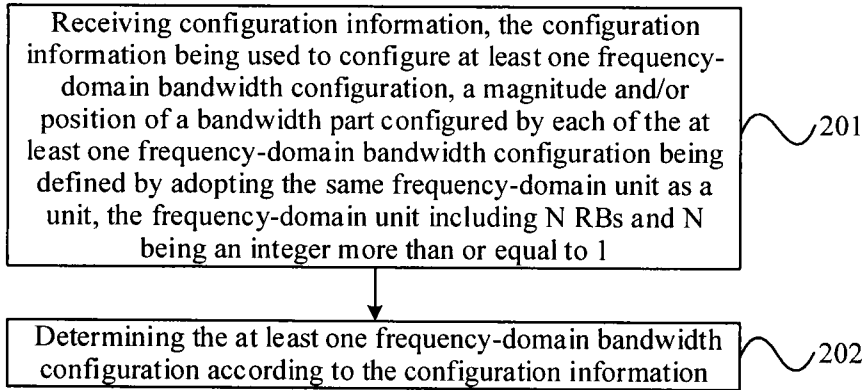 Receiving configuration information, the configuration
information being used to configure at least one frequency-
domain bandwidth configuration, a magnitude and/or
position of a bandwidth part configured by each of the at
least one frequency-domain bandwidth configuration being
defined by adopting the same frequency-domain unit as a
unit, the frequency-domain unit including N RBs and N
being an integer more than or equal to 1
201
Determining the at least one frequency-domain bandwidth
configuration according to the configuration information
202